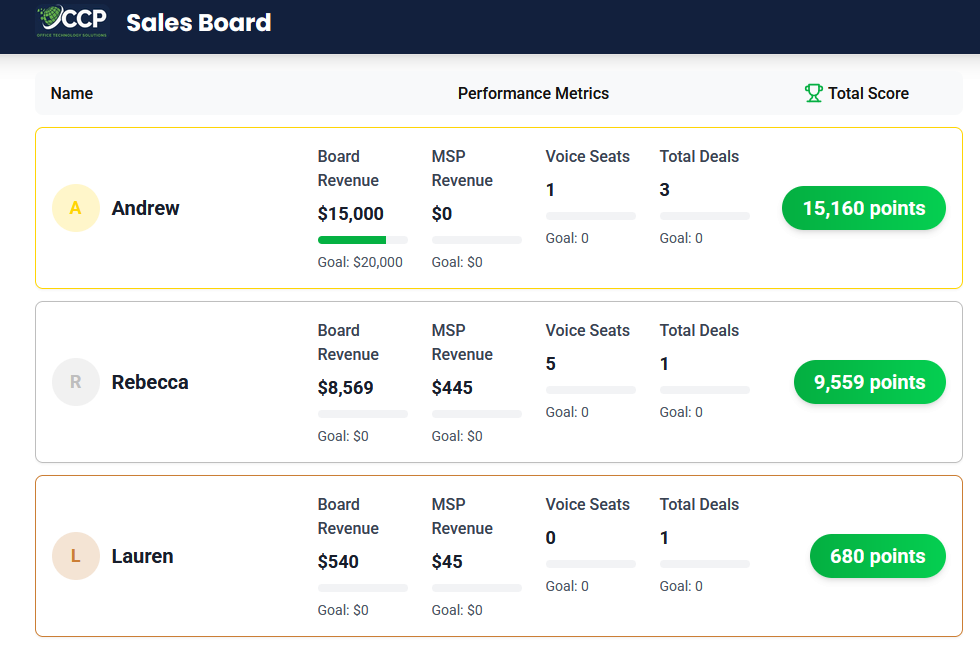 CCP
OFFICE TECHNOLOGY SOLUTIONS
Sales Board
Name
Performance Metrics
Total Score
A
Andrew
Board
Revenue
$15,000
Goal: $20,000
MSP
Revenue
$0
Goal: $0
Voice Seats
1
Goal: 0
Total Deals
3
Goal: 0
15,160 points
R
Rebecca
Board
Revenue
$8,569
Goal: $0
MSP
Revenue
$445
Goal: $0
Voice Seats
5
Goal: 0
Total Deals
1
Goal: 0
9,559 points
L
Lauren
Board
Revenue
$540
Goal: $0
MSP
Revenue
$45
Goal: $0
Voice Seats
0
Goal: 0
Total Deals
1
Goal: 0
680 points